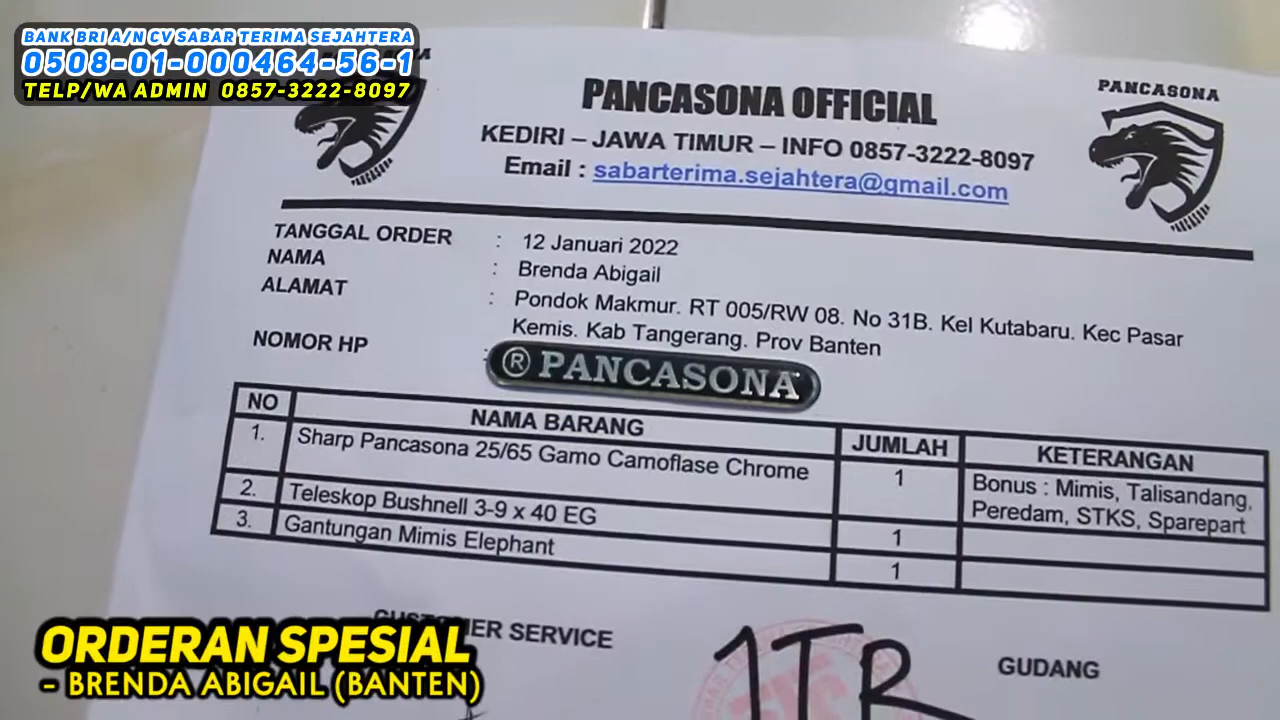 BANK BRI A/N CV SABAR TERIMA SEJAHTERA
0508-01-000464-56-1
TELP/WA ADMIN 0857-3222-8097
PANCASONA OFFICIAL
KEDIRI – JAWA TIMUR – INFO 0857-3222-8097
Email : sabarterima.sejahtera@gmail.com
PANCASONA
TANGGAL ORDER : 12 Januari 2022
NAMA : Brenda Abigail
ALAMAT : Pondok Makmur. RT 005/RW 08. No 31B. Kel Kutabaru. Kec Pasar
Kemis. Kab Tangerang. Prov Banten
NOMOR HP :
® PANCASONA
NO NAMA BARANG JUMLAH KETERANGAN
1. Sharp Pancasona 25/65 Gamo Camoflase Chrome 1 Bonus : Mimis, Talisandang,
Peredam, STKS, Sparepart
2. Teleskop Bushnell 3-9 x 40 EG 1
3. Gantungan Mimis Elephant 1
CUSTOMER SERVICE
GUDANG
1TR
ORDERAN SPESIAL
- BRENDA ABIGAIL (BANTEN)